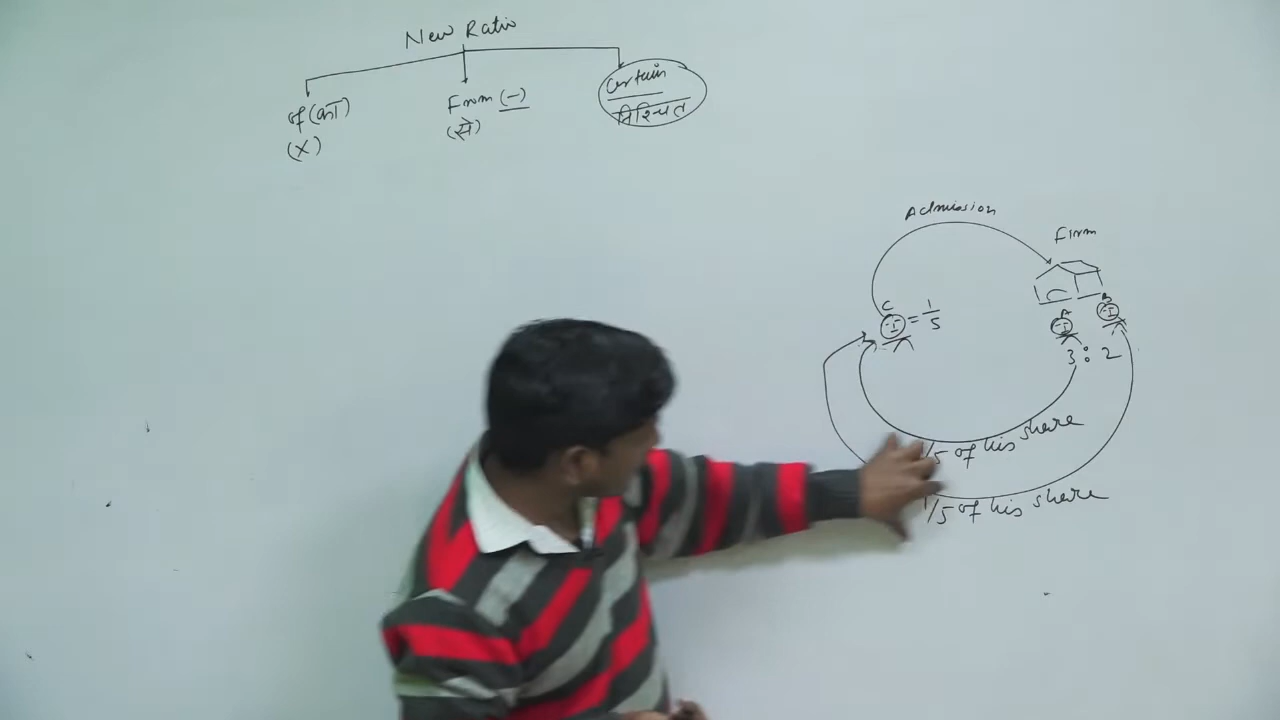 New Ratio
of (का)
(×)
From (-)
(से)
Certain
निश्चित
Admission
Firm
C
= 1/5
A
B
3 : 2
1/5 of his share
1/5 of his share